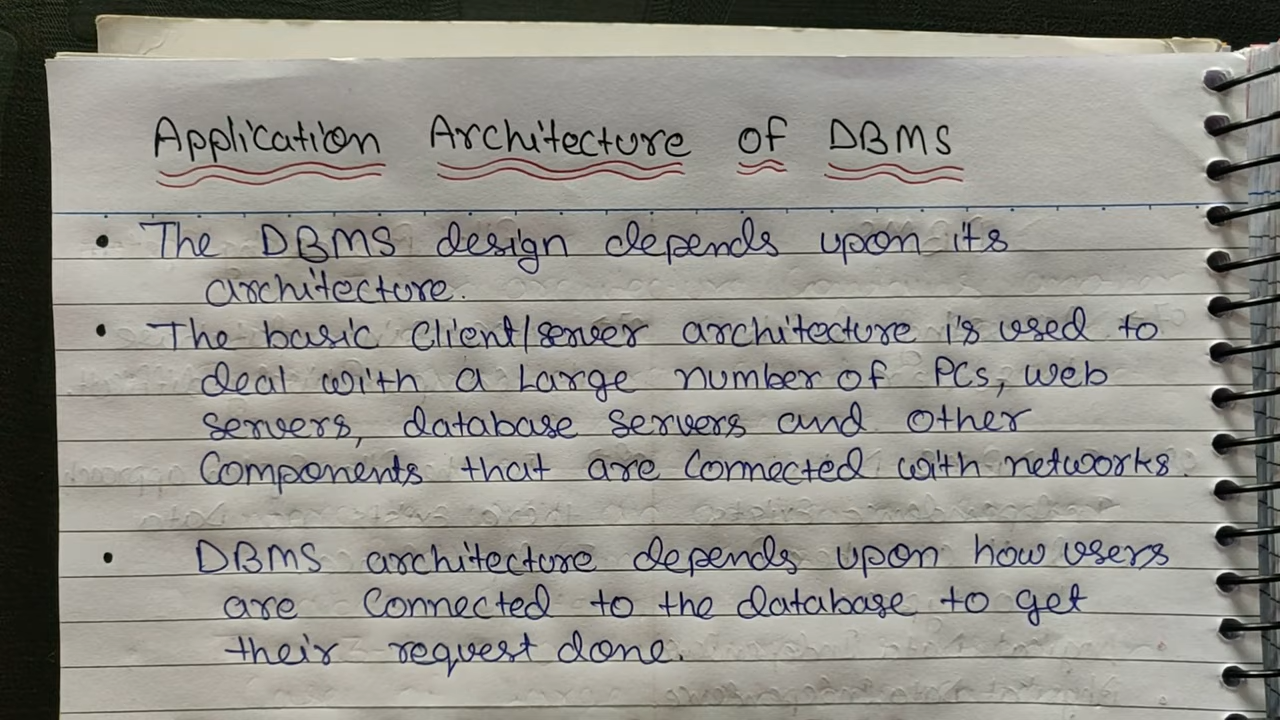 Application Architecture of DBMS
• The DBMS design depends upon its
architecture.
• The basic Client/server architecture is used to
deal with a Large number of PCs, web
servers, database servers and other
Components that are Connected with networks.
• DBMS architecture depends upon how users
are Connected to the database to get
their request done.